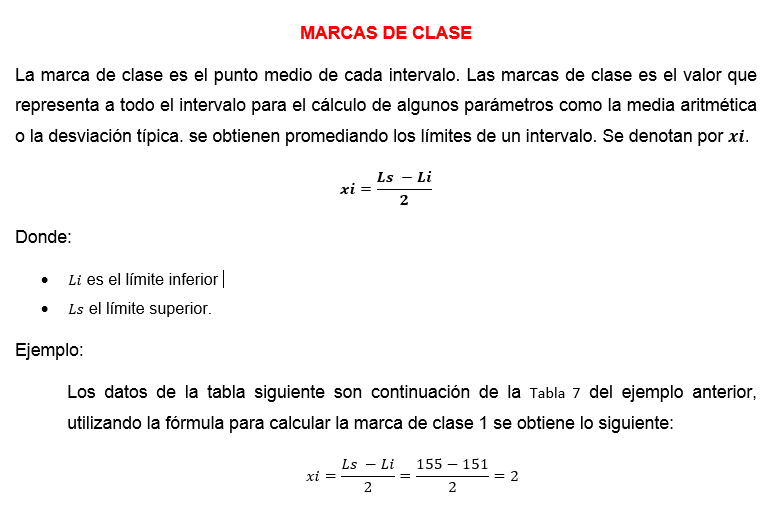 MARCAS DE CLASE
La marca de clase es el punto medio de cada intervalo. Las marcas de clase es el valor que
representa a todo el intervalo para el cálculo de algunos parámetros como la media aritmética
o la desviación típica. se obtienen promediando los límites de un intervalo. Se denotan por xi.
xi = (Ls − Li)/2
Donde:
• Li es el límite inferior
• Ls el límite superior.
Ejemplo:
Los datos de la tabla siguiente son continuación de la Tabla 7 del ejemplo anterior,
utilizando la fórmula para calcular la marca de clase 1 se obtiene lo siguiente:
xi = (Ls − Li)/2 = (155 − 151)/2 = 2